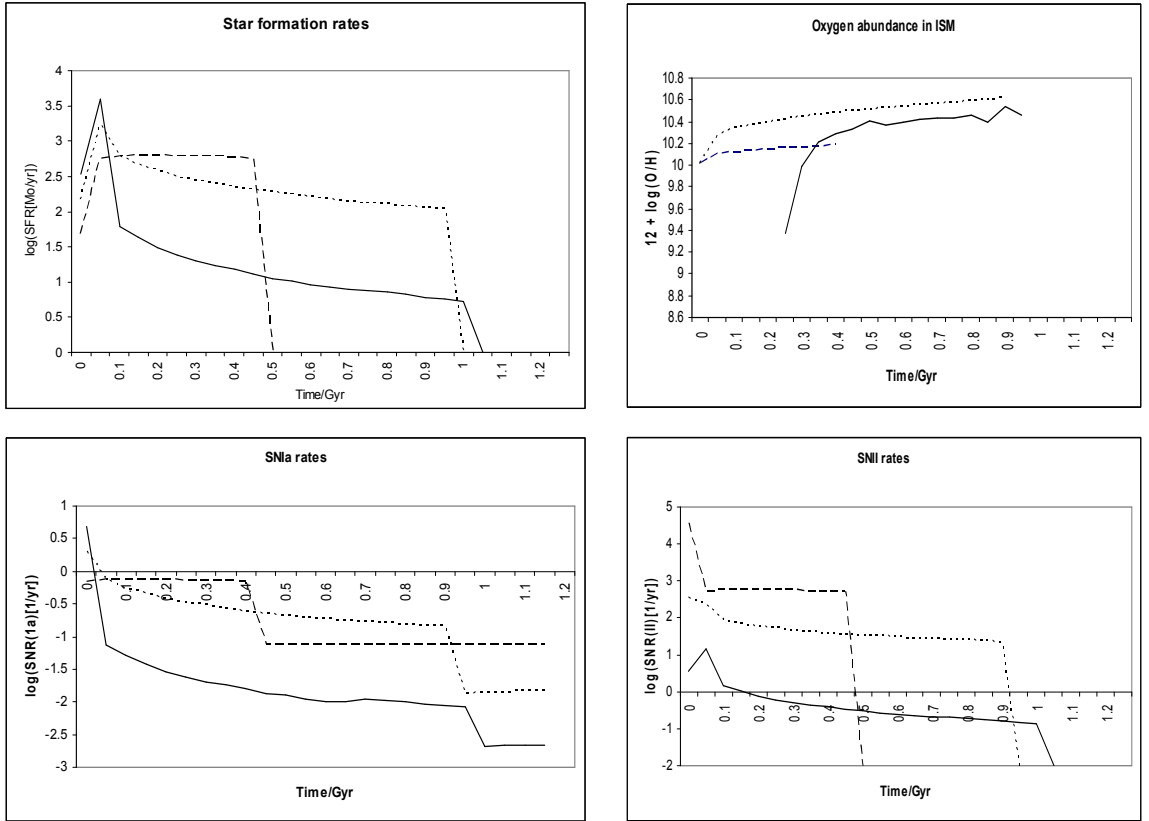 Star formation rates
log(SFR[Mo/yr)
4
3.5
3
2.5
2
1.5
1
0.5
0
0 0.1 0.2 0.3 0.4 0.5 0.6 0.7 0.8 0.9 1 1.1 1.2
Time/Gyr
Oxygen abundance in ISM
12 + log(O/H)
10.8
10.6
10.4
10.2
10
9.8
9.6
9.4
9.2
9
8.8
8.6
0 0.1 0.2 0.3 0.4 0.5 0.6 0.7 0.8 0.9 1 1.1 1.2
Time/Gyr
SNIa rates
log(SNR(1a)[1/yr])
1
0.5
0
-0.5
-1
-1.5
-2
-2.5
-3
0 0.1 0.2 0.3 0.4 0.5 0.6 0.7 0.8 0.9 1 1.1 1.2
Time/Gyr
SNII rates
log(SNR(II)[1/yr])
5
4
3
2
1
0
-1
-2
0 0.1 0.2 0.3 0.4 0.5 0.6 0.7 0.8 0.9 1 1.1 1.2
Time/Gyr